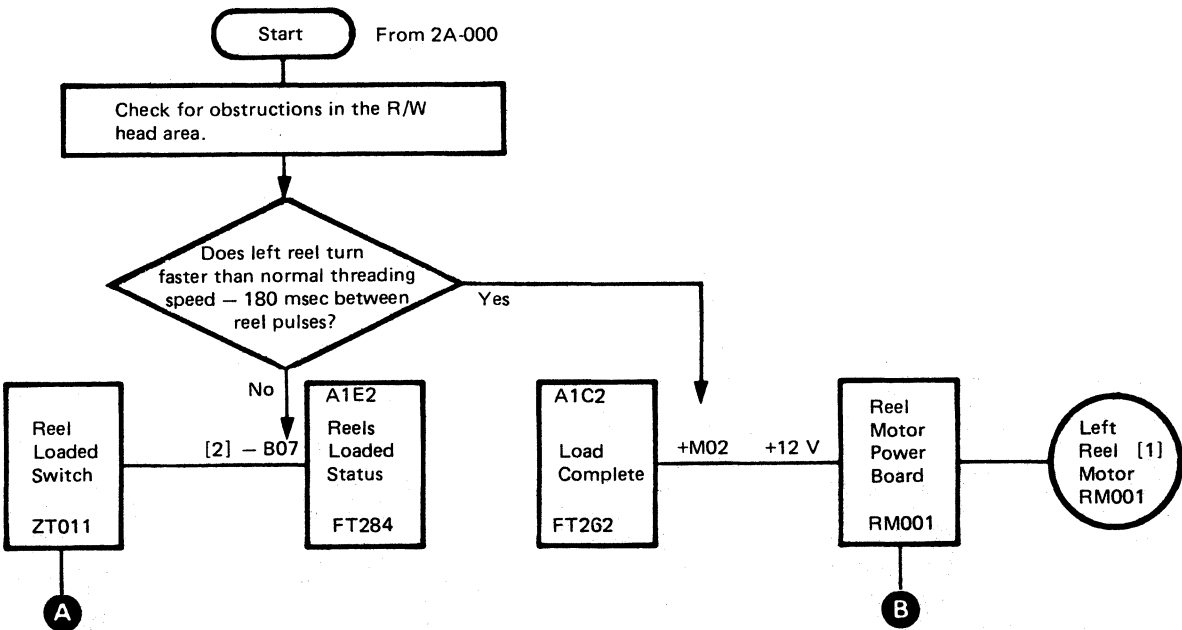 Start
From 2A-000
Check for obstructions in the R/W
head area.
Does left reel turn
faster than normal threading
speed — 180 msec between
reel pulses?
Yes
No
Reel
Loaded
Switch
ZT011
[2] — B07
A1E2
Reels
Loaded
Status
FT284
A1C2
Load
Complete
FT262
+M02 +12 V
Reel
Motor
Power
Board
RM001
Left
Reel [1]
Motor
RM001
A
B